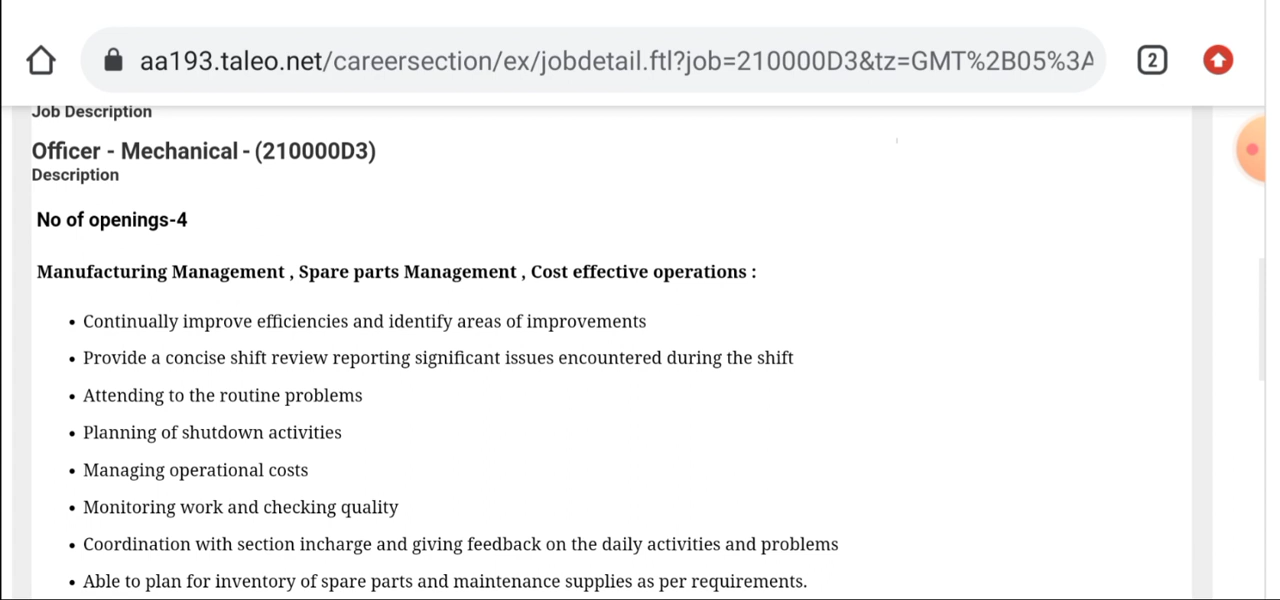 aa193.taleo.net/careersection/ex/jobdetail.ftl?job=210000D3&tz=GMT%2B05%3A
2
Job Description
Officer - Mechanical - (210000D3)
Description
No of openings-4
Manufacturing Management , Spare parts Management , Cost effective operations :
• Continually improve efficiencies and identify areas of improvements
• Provide a concise shift review reporting significant issues encountered during the shift
• Attending to the routine problems
• Planning of shutdown activities
• Managing operational costs
• Monitoring work and checking quality
• Coordination with section incharge and giving feedback on the daily activities and problems
• Able to plan for inventory of spare parts and maintenance supplies as per requirements.